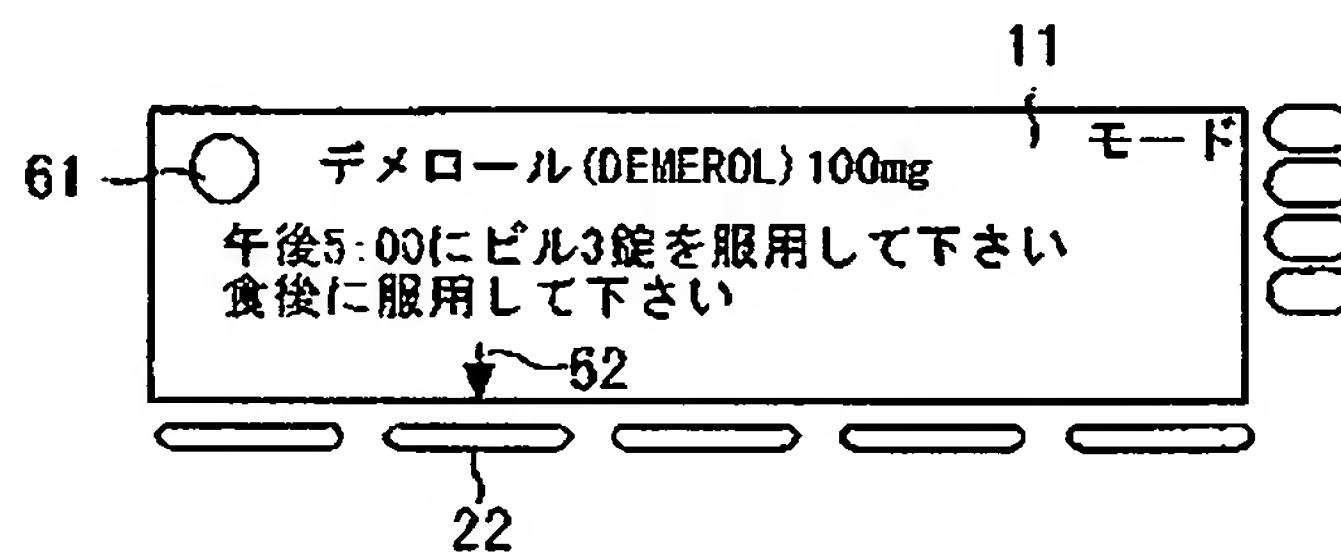 11
モード
61
デメロール(DEMEROL)100mg
午後5:00にピル3錠を服用して下さい
食後に服用して下さい
62
22